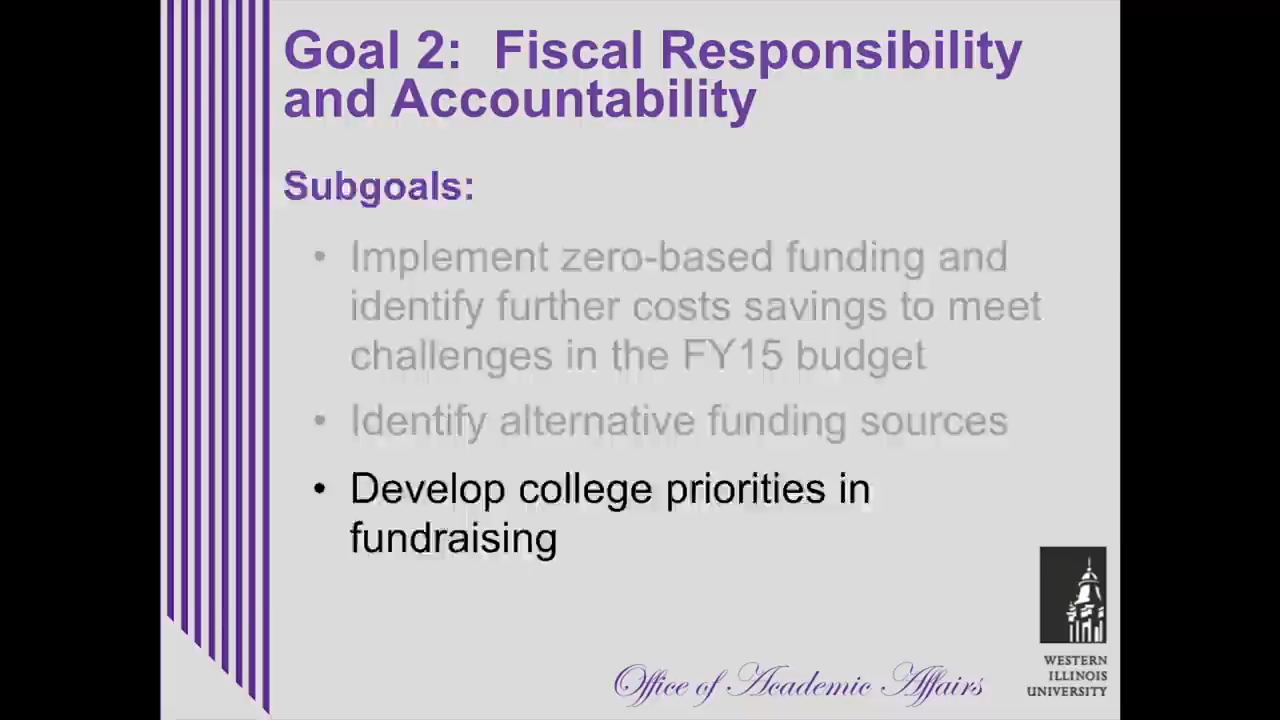 Goal 2: Fiscal Responsibility
and Accountability
Subgoals:
• Implement zero-based funding and
identify further costs savings to meet
challenges in the FY15 budget
• Identify alternative funding sources
• Develop college priorities in
fundraising
Office of Academic Affairs
WESTERN
ILLINOIS
UNIVERSITY